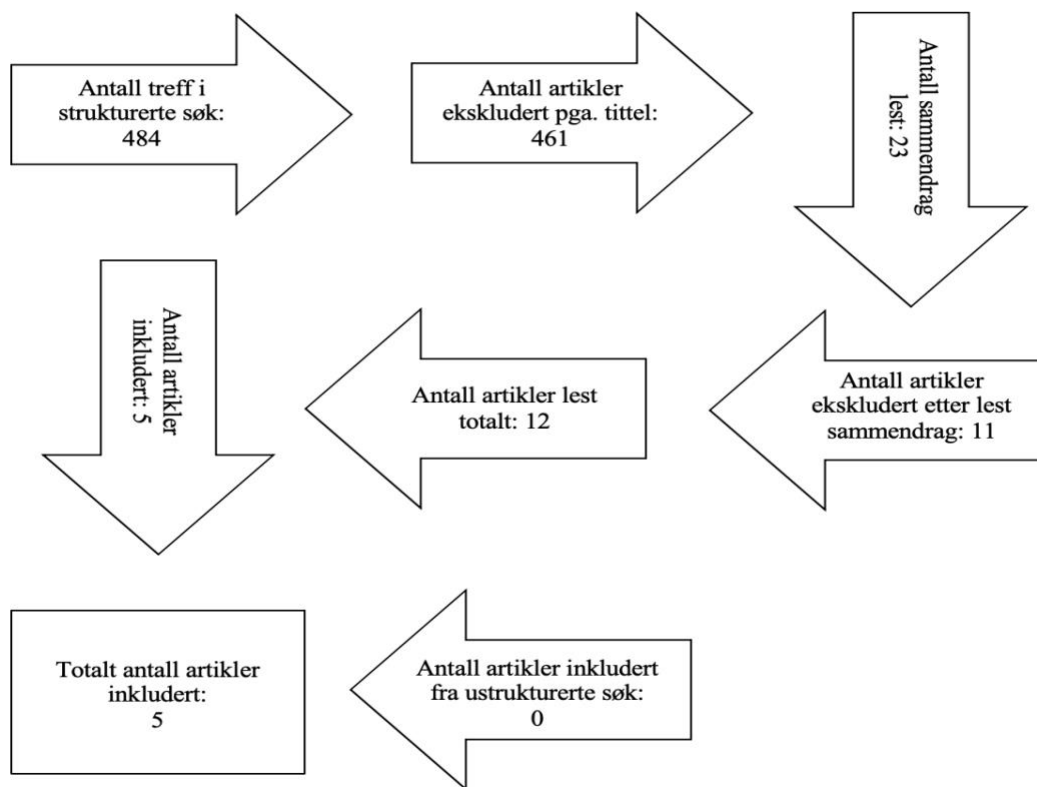 Antall treff i
strukturerte søk:
484
Antall artikler
ekskludert pga. tittel:
461
Antall sammendrag
lest: 23
Antall artikler
ekskludert etter lest
sammendrag: 11
Antall artikler lest
totalt: 12
Antall artikler
inkludert: 5
Antall artikler inkludert
fra ustrukturerte søk:
0
Totalt antall artikler
inkludert:
5